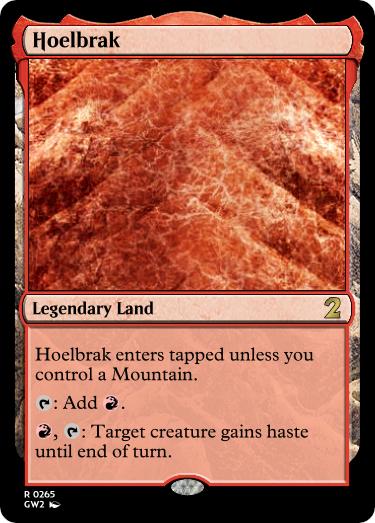 Hoelbrak
Legendary Land
2
Hoelbrak enters tapped unless you
control a Mountain.
: Add .
, : Target creature gains haste
until end of turn.
R 0265
GW2